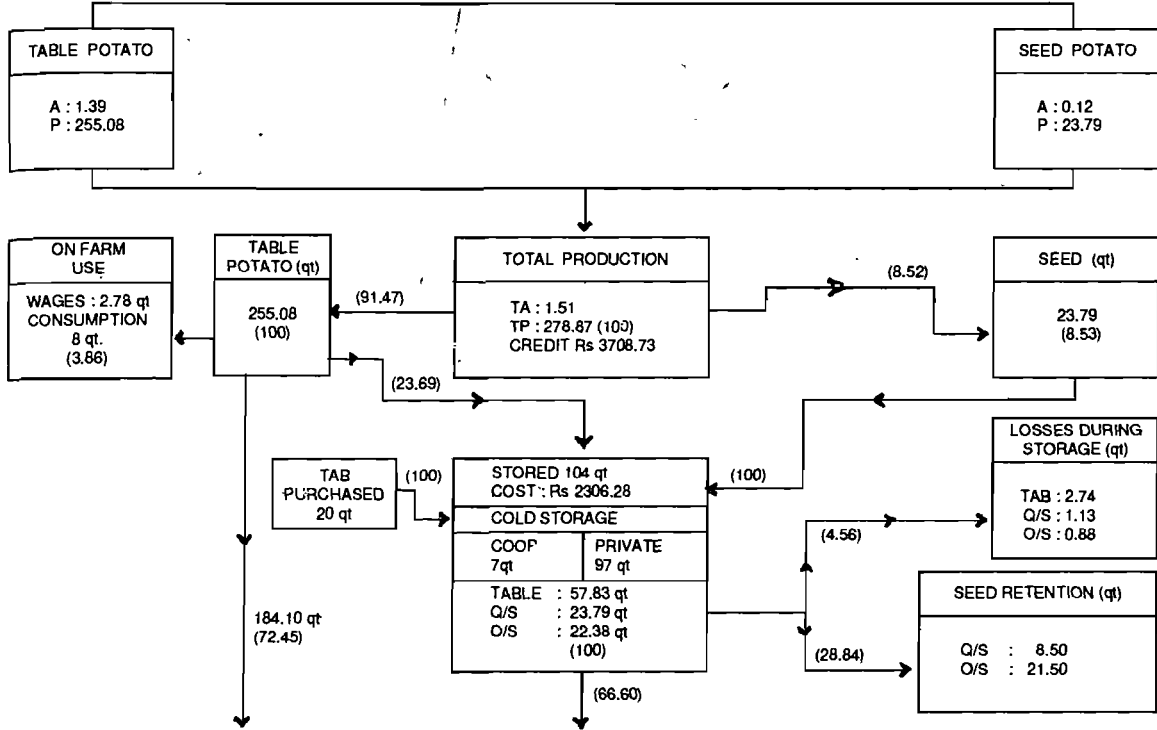 TABLE POTATO
A : 1.39
P : 255.08
SEED POTATO
A : 0.12
P : 23.79
ON FARM
USE
WAGES : 2.78 qt
CONSUMPTION
8 qt.
(3.86)
TABLE
POTATO (qt)
255.08
(100)
(91.47)
TOTAL PRODUCTION
TA : 1.51
TP : 278.87 (100)
CREDIT Rs 3708.73
(8.52)
SEED (qt)
23.79
(8.53)
(23.69)
TAB
PURCHASED
20 qt
(100)
STORED 104 qt
COST : Rs 2306.28
COLD STORAGE
COOP
7qt
PRIVATE
97 qt
TABLE : 57.83 qt
Q/S : 23.79 qt
O/S : 22.38 qt
(100)
(100)
LOSSES DURING
STORAGE (qt)
TAB : 2.74
Q/S : 1.13
O/S : 0.88
(4.56)
SEED RETENTION (qt)
Q/S : 8.50
O/S : 21.50
(28.84)
184.10 qt
(72.45)
(66.60)